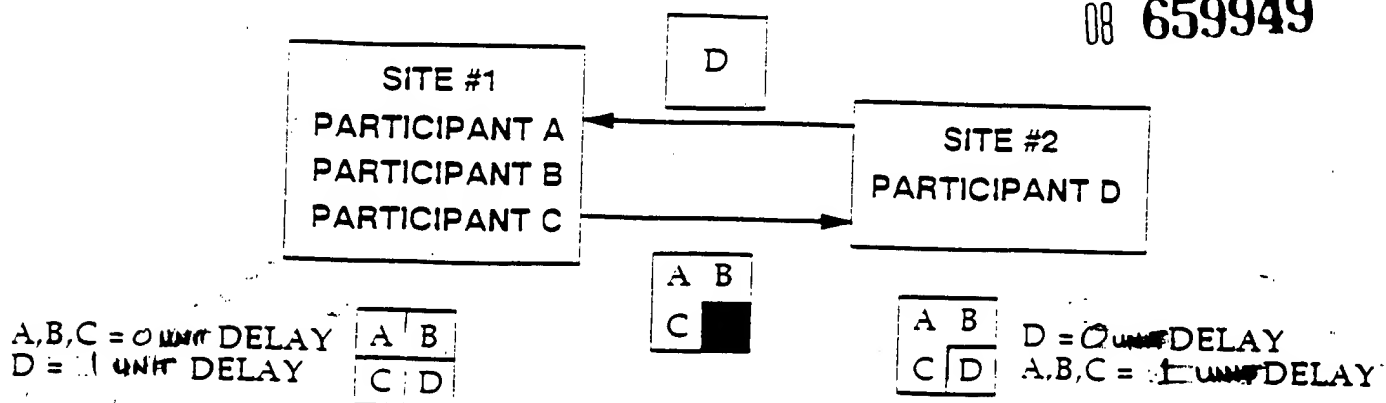 08 659949
D
SITE #1
PARTICIPANT A
PARTICIPANT B
PARTICIPANT C
SITE #2
PARTICIPANT D
A B
C
A,B,C = 0 UNIT DELAY
D = 1 UNIT DELAY
A B
C D
A B
C D
D = 0 UNIT DELAY
A,B,C = 1 UNIT DELAY